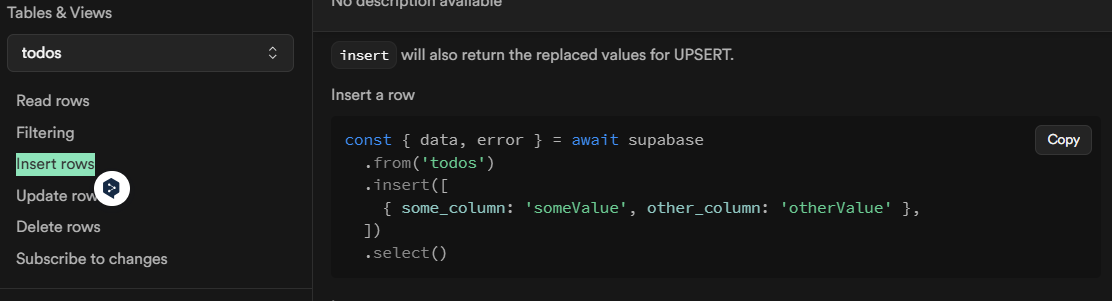 Tables & Views
todos
Read rows
Filtering
Insert rows
Update row
Delete rows
Subscribe to changes
No description available
insert will also return the replaced values for UPSERT.
Insert a row
Copy
const { data, error } = await supabase
  .from('todos')
  .insert([
    { some_column: 'someValue', other_column: 'otherValue' },
  ])
  .select()